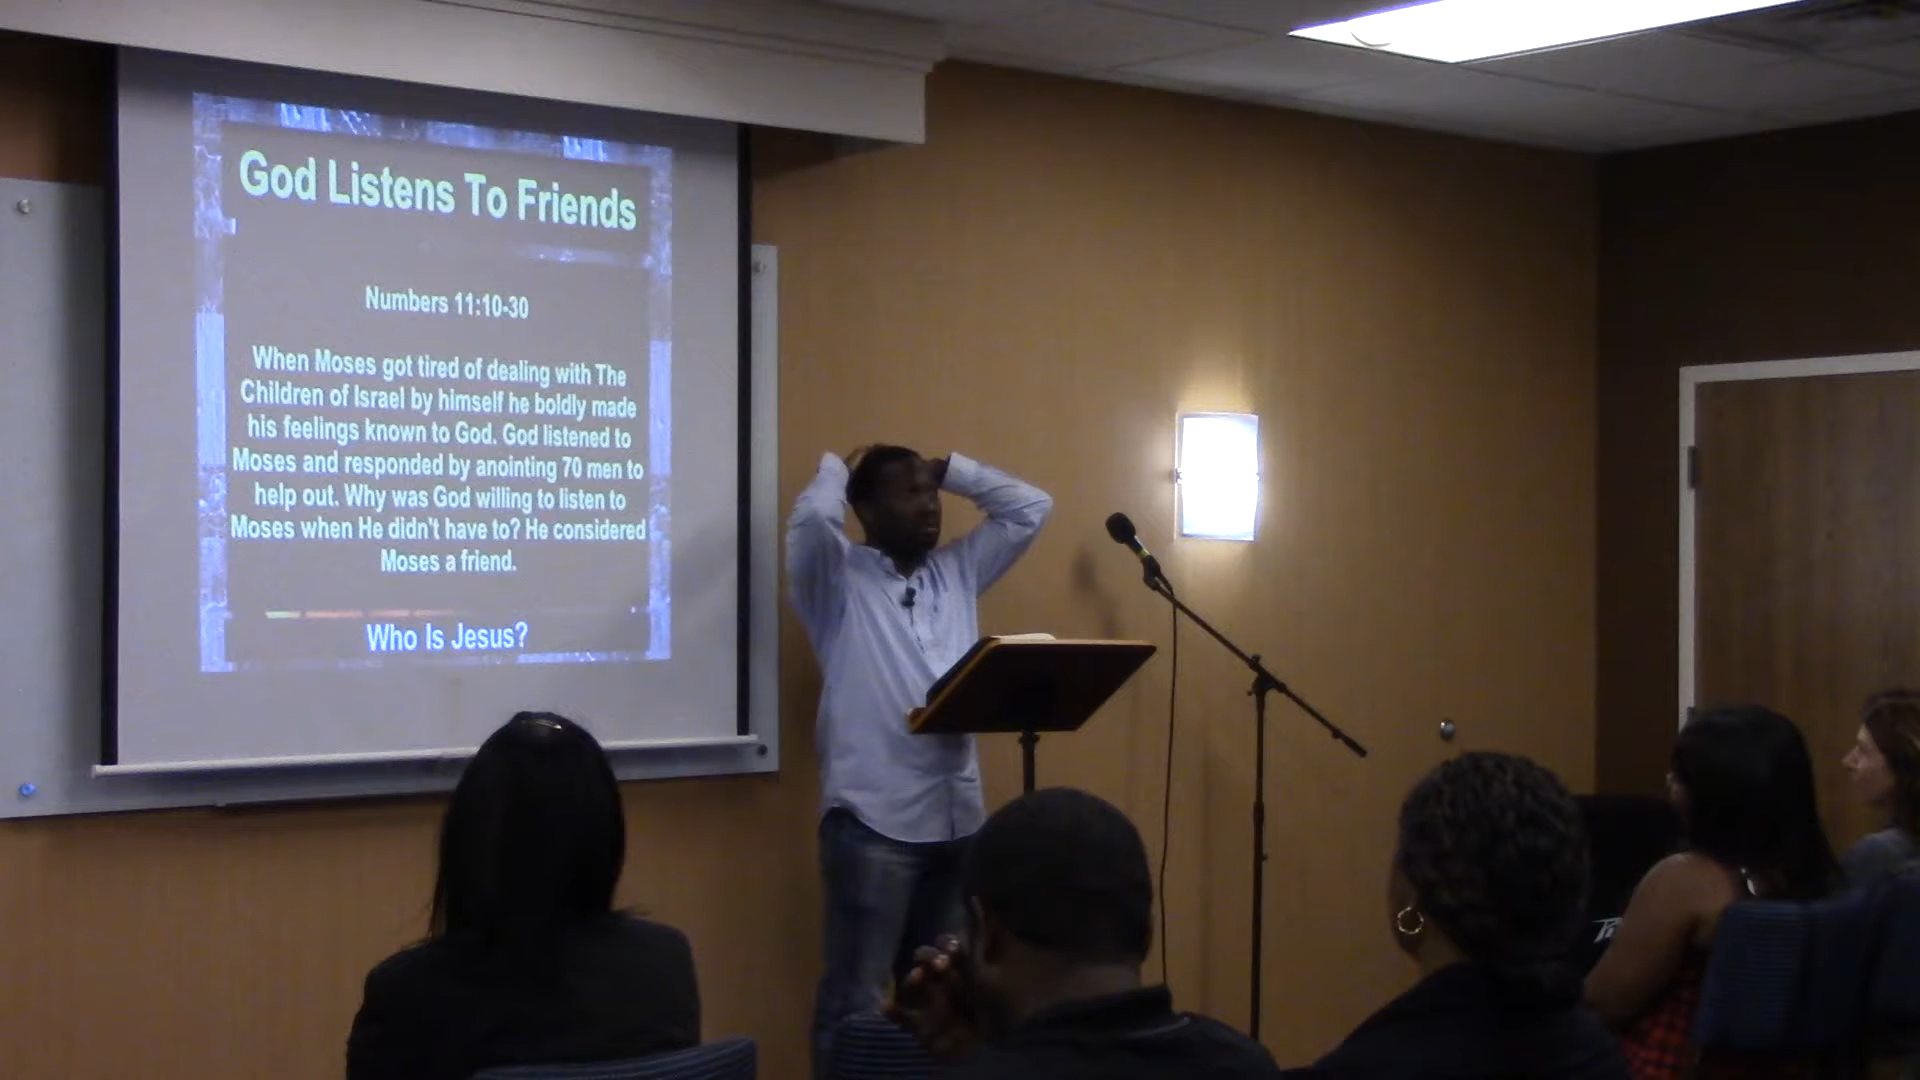 God Listens To Friends
Numbers 11:10-30
When Moses got tired of dealing with The
Children of Israel by himself he boldly made
his feelings known to God. God listened to
Moses and responded by anointing 70 men to
help out. Why was God willing to listen to
Moses when He didn't have to? He considered
Moses a friend.
Who Is Jesus?